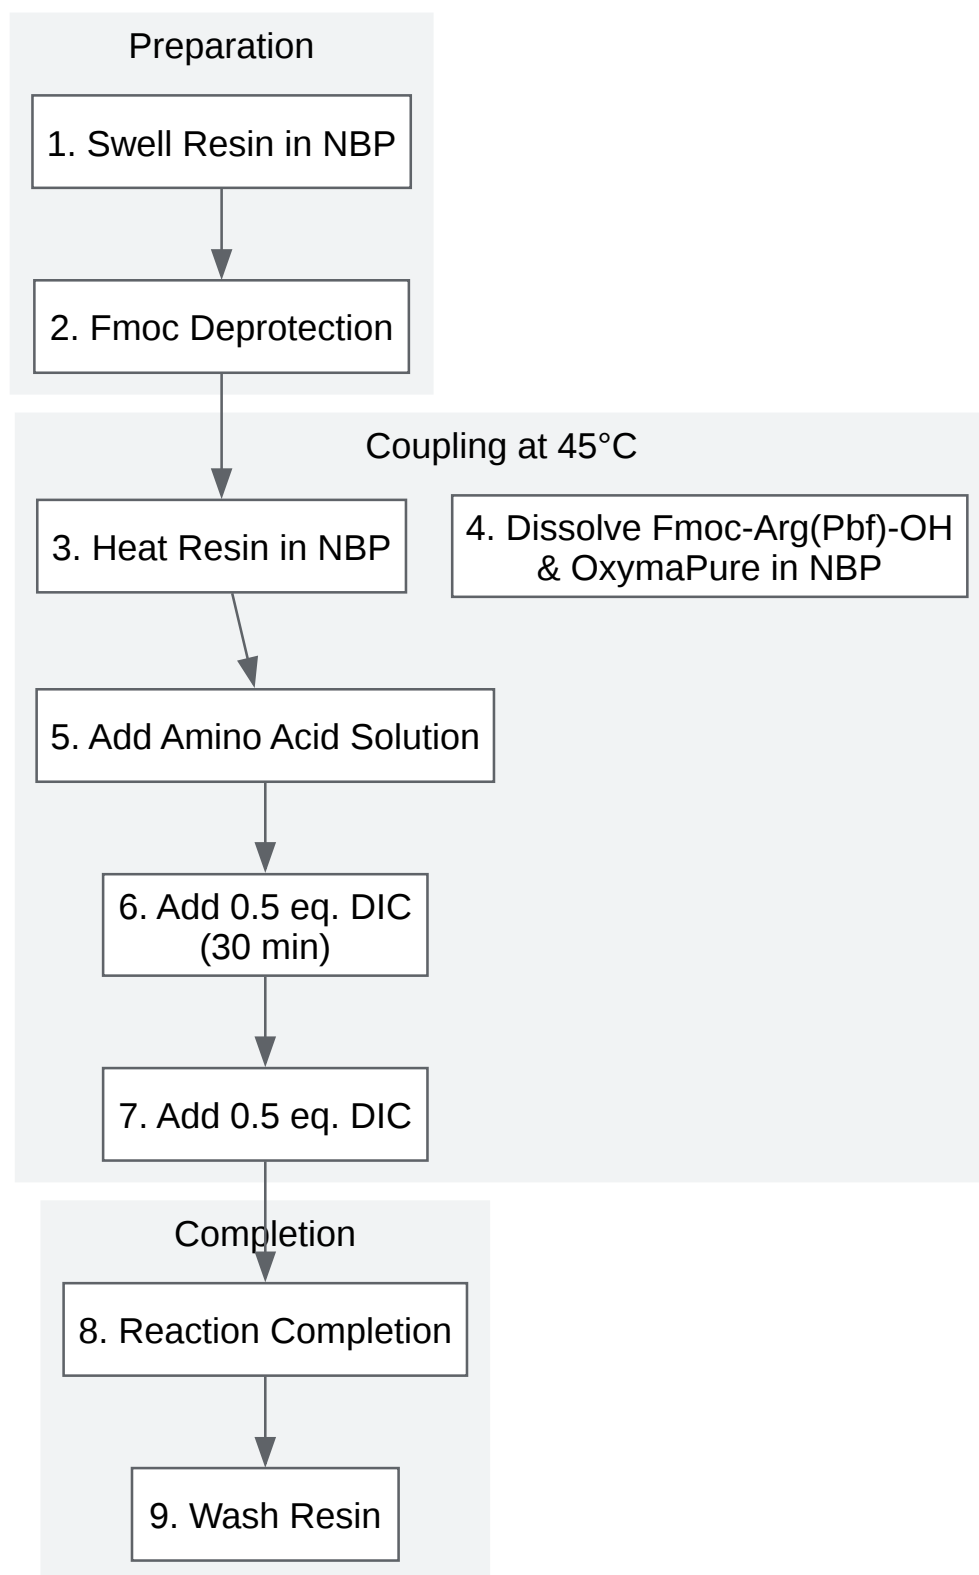 Preparation
1. Swell Resin in NBP
2. Fmoc Deprotection
Coupling at 45°C
3. Heat Resin in NBP
4. Dissolve Fmoc-Arg(Pbf)-OH
& OxymaPure in NBP
5. Add Amino Acid Solution
6. Add 0.5 eq. DIC
(30 min)
7. Add 0.5 eq. DIC
Completion
8. Reaction Completion
9. Wash Resin